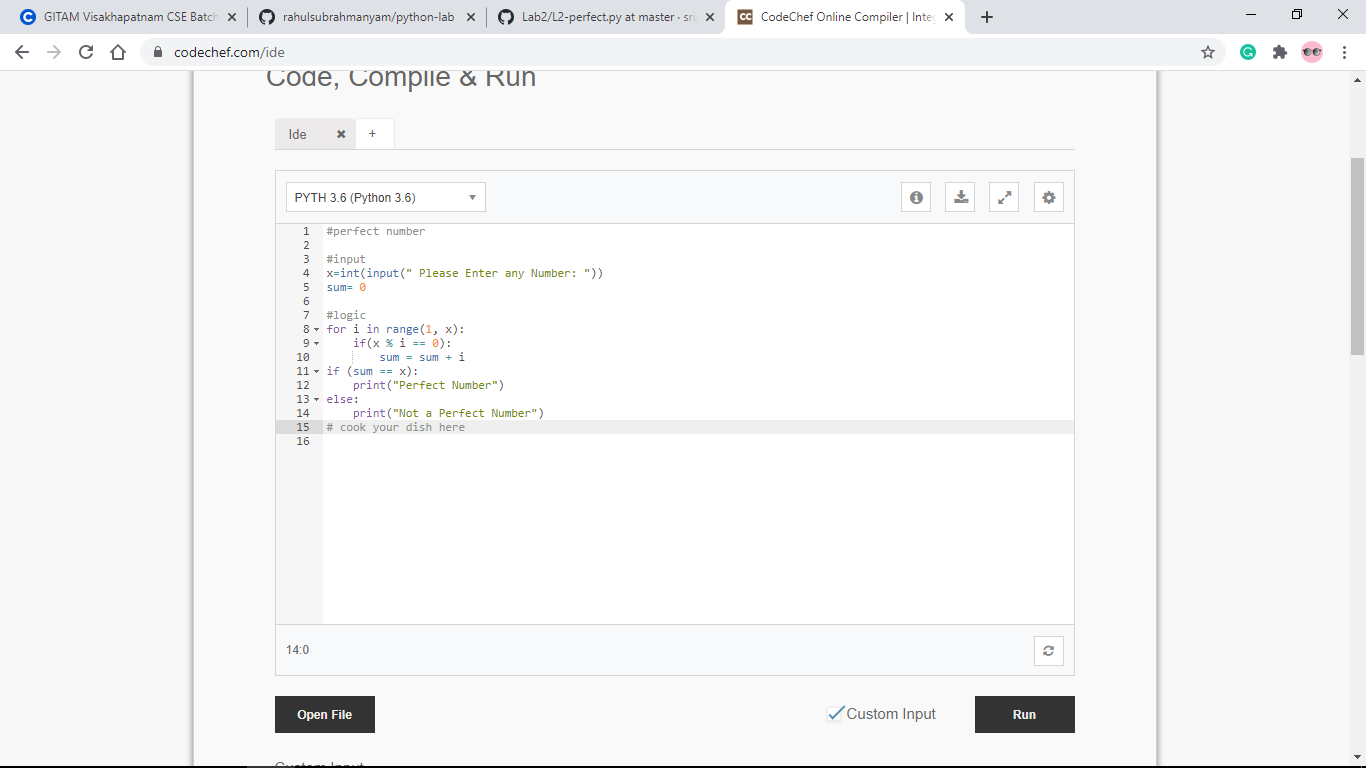 GITAM Visakhapatnam CSE Batch
rahulsubrahmanyam/python-lab
Lab2/L2-perfect.py at master · sri
CodeChef Online Compiler | Integ
codechef.com/ide
Code, Compile & Run
Ide
+
PYTH 3.6 (Python 3.6)
1 #perfect number
2
3 #input
4 x=int(input(" Please Enter any Number: "))
5 sum= 0
6
7 #logic
8 for i in range(1, x):
9 if(x % i == 0):
10 sum = sum + i
11 if (sum == x):
12 print("Perfect Number")
13 else:
14 print("Not a Perfect Number")
15 # cook your dish here
16
14:0
Open File
Custom Input
Run
Custom Input